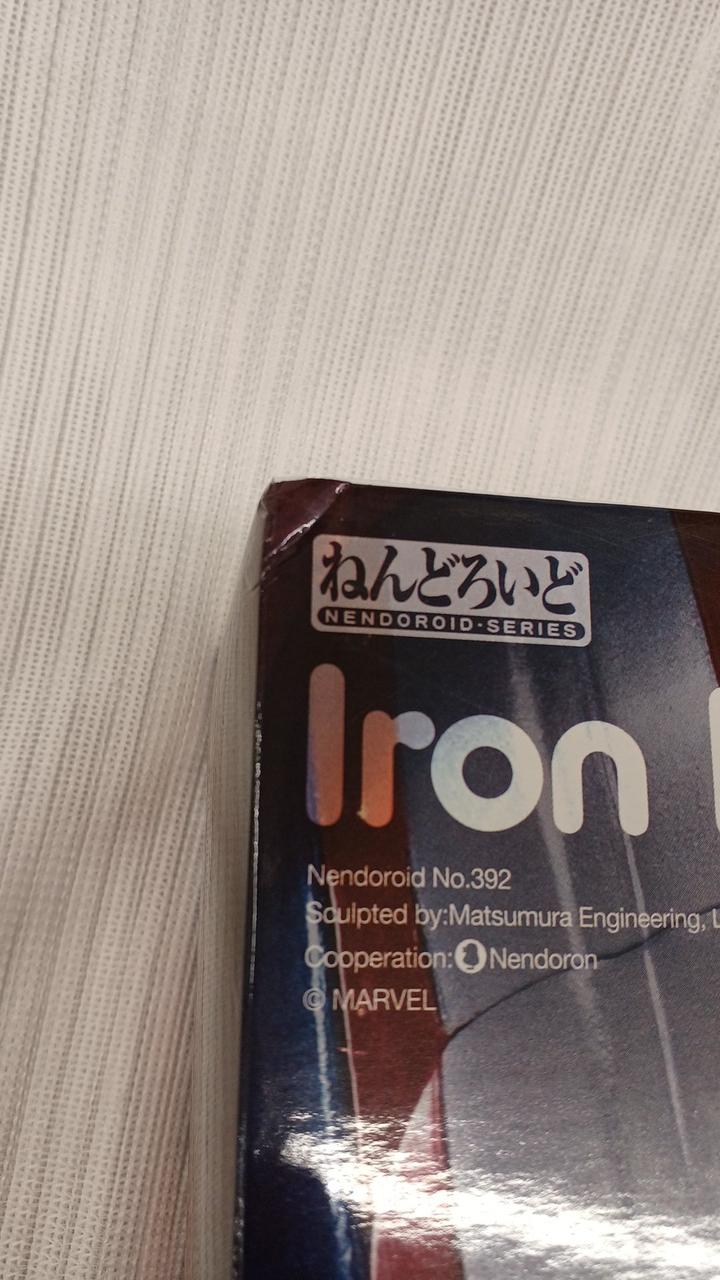 ねんどろいど
NENDOROID·SERIES
Iron
Nendoroid No.392
Sculpted by:Matsumura Engineering,
Cooperation: Nendoron
© MARVEL